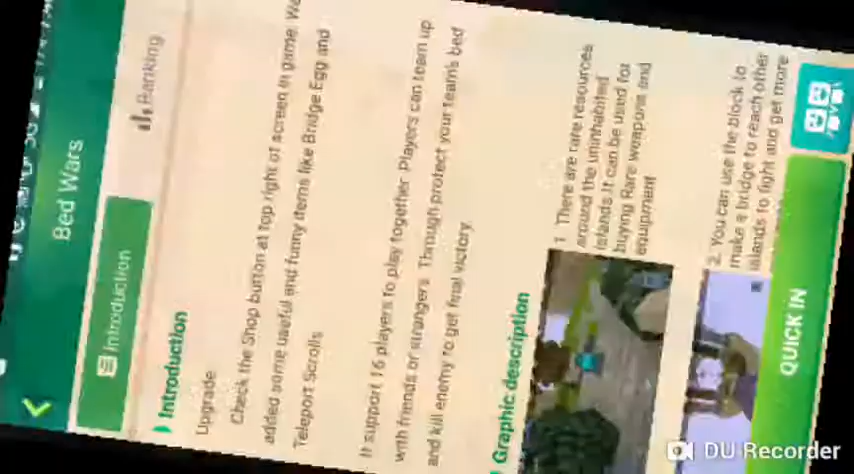 Bed Wars
Introduction
Ranking
Introduction
Upgrade
Check the Shop button at top right of screen in game. We
added some useful and funny items like Bridge Egg and
Teleport Scrolls
It support 16 players to play together. Players can team up
with friends or strangers. Through protect your team's bed
and kill enemy to get final victory.
Graphic description
1. There are rare resources
around the uninhabited
islands.It can be used for
buying Rare weapons and
equipment
2. You can use the block to
make a bridge to reach other
islands to fight and get more
QUICK IN
DU Recorder